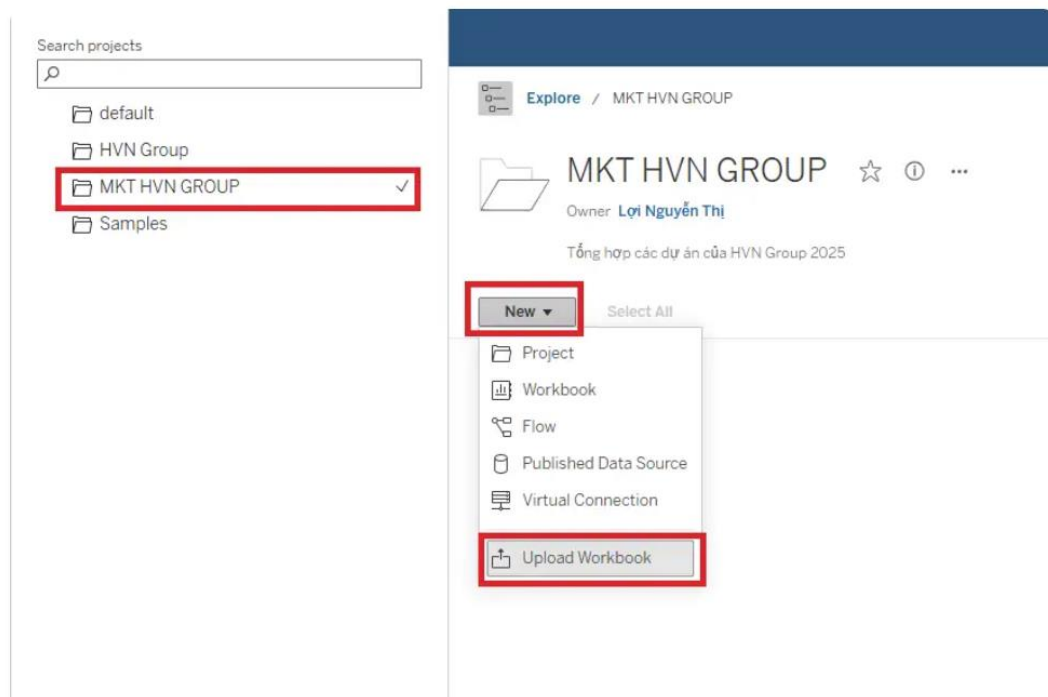 Search projects
default
HVN Group
MKT HVN GROUP
Samples
Explore / MKT HVN GROUP
MKT HVN GROUP
Owner Lợi Nguyễn Thị
Tổng hợp các dự án của HVN Group 2025
New
Select All
Project
Workbook
Flow
Published Data Source
Virtual Connection
Upload Workbook